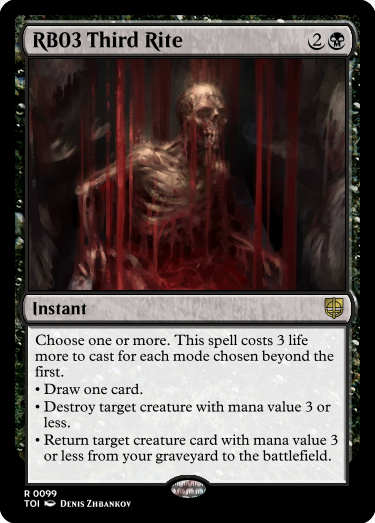 RB03 Third Rite 2
Instant
Choose one or more. This spell costs 3 life
more to cast for each mode chosen beyond the
first.
• Draw one card.
• Destroy target creature with mana value 3 or
less.
• Return target creature card with mana value 3
or less from your graveyard to the battlefield.
R 0099
TOI DENIS ZHBANKOV